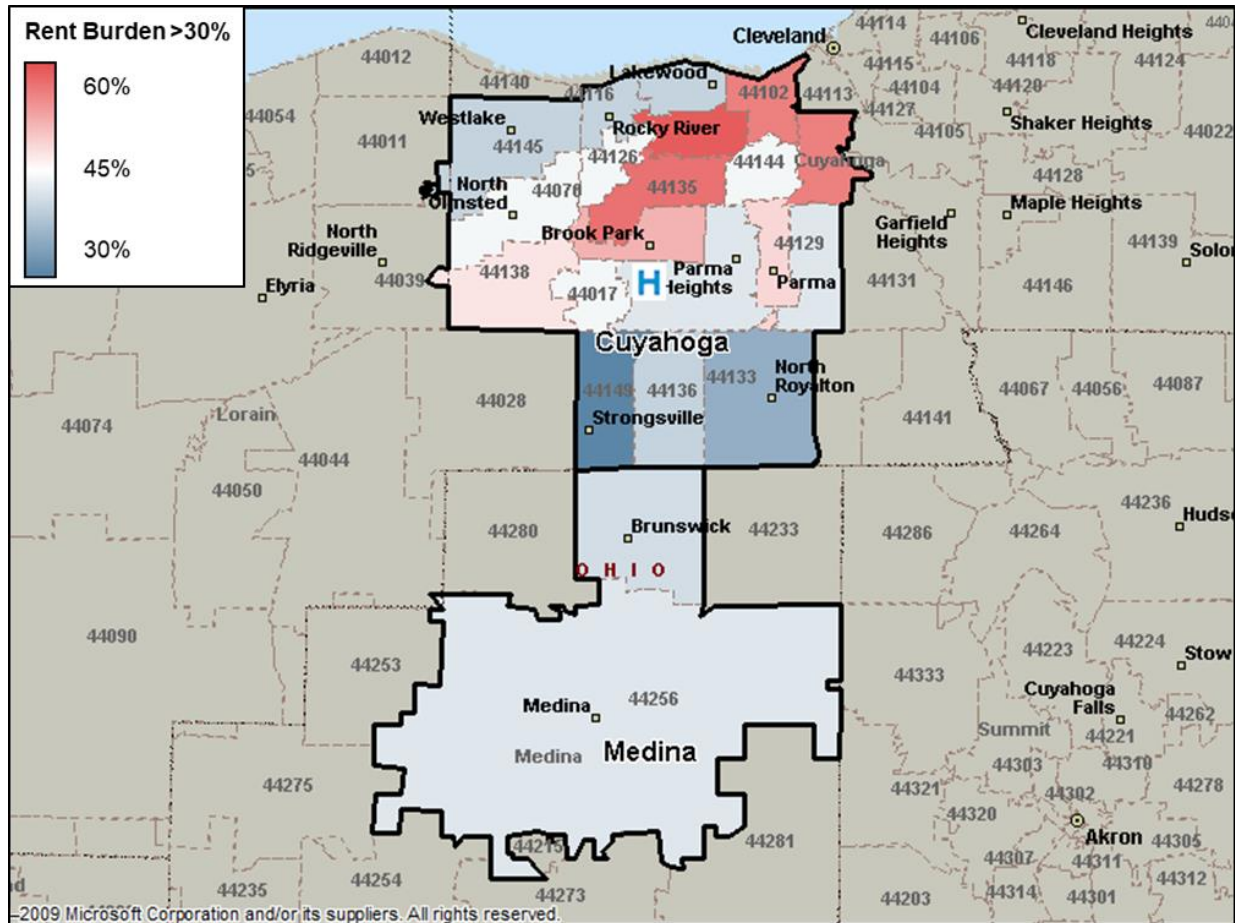 Rent Burden >30%
60%
45%
30%
Cleveland
44114
44106
Cleveland Heights
44012
44140
44116
Lakewood
44102
44113
44115
44104
44118
44124
44120
44127
44054
44011
Westlake
44145
Rocky River
44126
44144
Cuyahoga
44105
Shaker Heights
44022
44128
North
Olmsted
44135
Brook Park
44129
Garfield
Heights
Maple Heights
44139
North
Ridgeville
44039
44138
44017
H
Parma
Heights
Parma
44131
44146
Elyria
Cuyahoga
44149
44136
44133
North
Royalton
44067
44056
44087
44074
Lorain
44028
Strongsville
44141
44044
44050
44280
Brunswick
44233
44286
44264
44236
OHIO
44090
44253
44256
44333
44223
44224
Stow
Medina
Medina
Medina
Cuyahoga
Falls
44262
Summit
44221
44303
44310
44275
44321
44302
44278
44320
Akron
44305
44215
44281
44307
44311
44312
44235
44254
44273
44203
44314
44301
2009 Microsoft Corporation and/or its suppliers. All rights reserved.